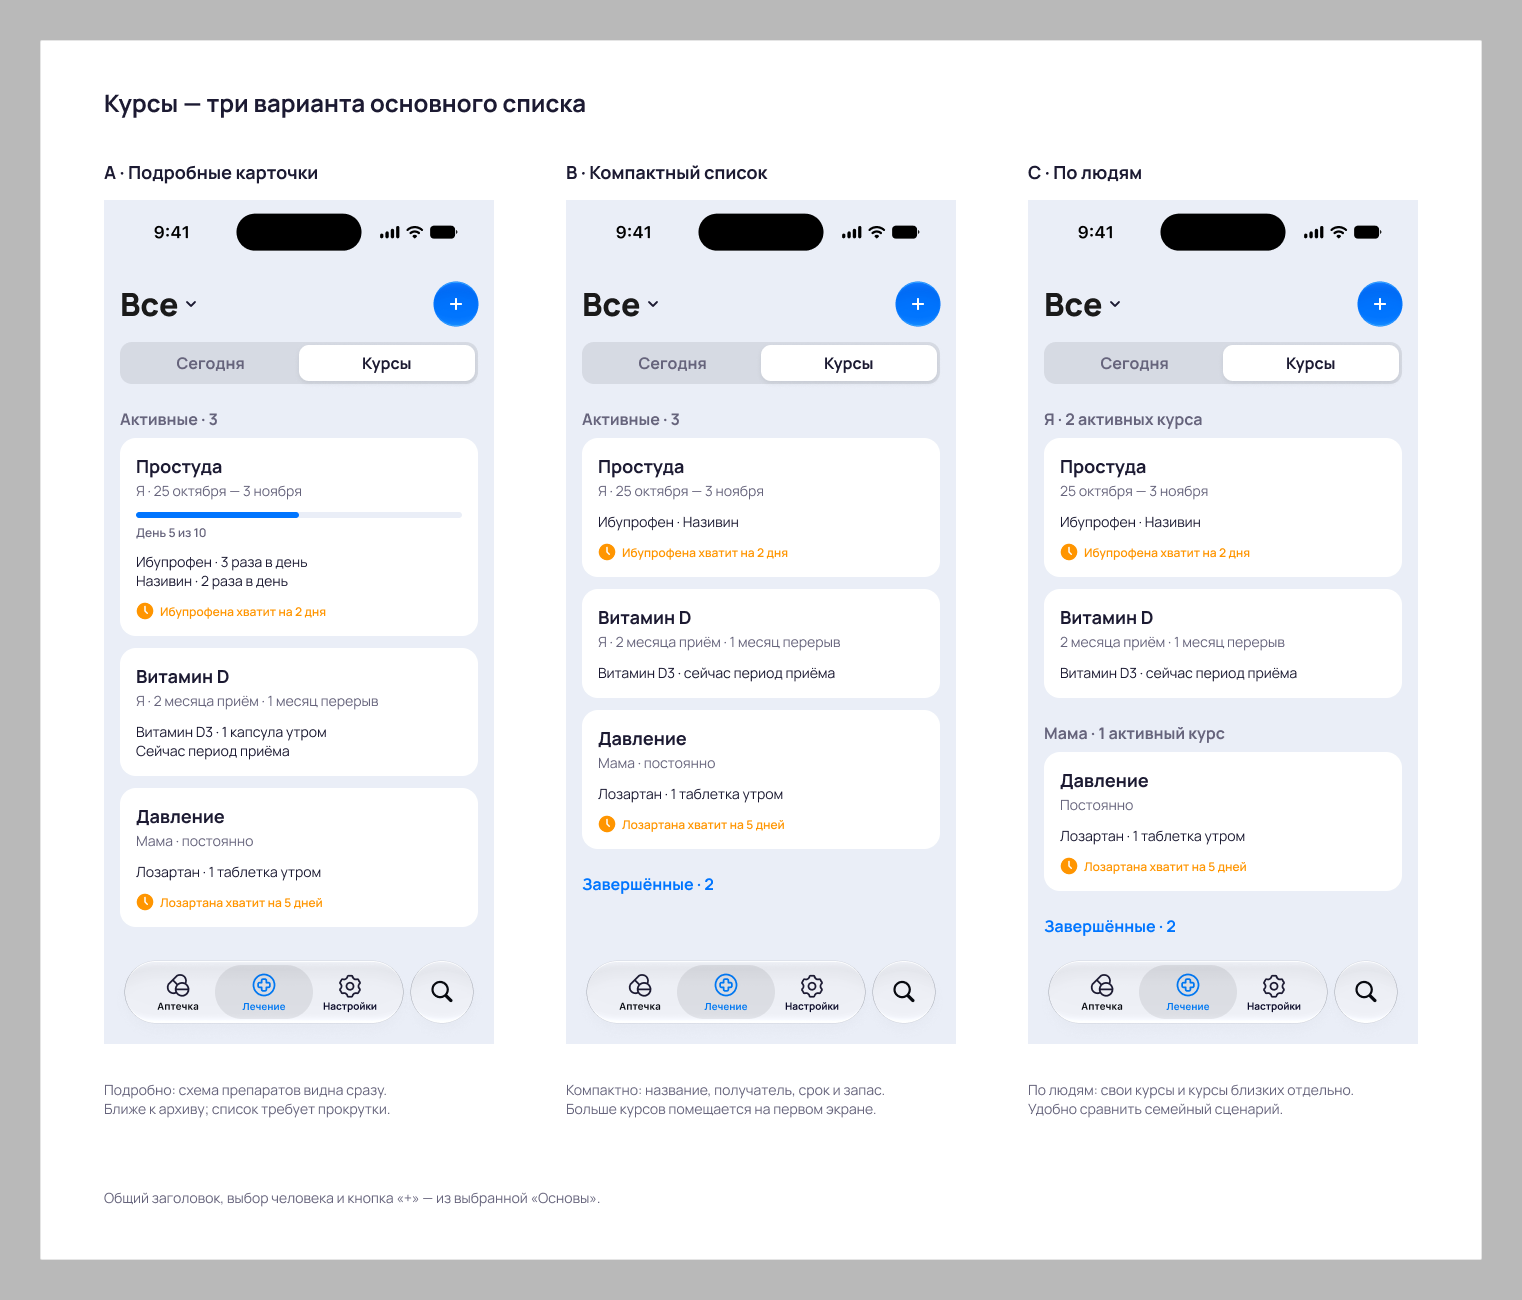 Курсы — три варианта основного списка
A · Подробные карточки
9:41
Все
+
Сегодня
Курсы
Активные · 3
Простуда
Я · 25 октября — 3 ноября
День 5 из 10
Ибупрофен · 3 раза в день
Називин · 2 раза в день
Ибупрофена хватит на 2 дня
Витамин D
Я · 2 месяца приём · 1 месяц перерыв
Витамин D3 · 1 капсула утром
Сейчас период приёма
Давление
Мама · постоянно
Лозартан · 1 таблетка утром
Лозартана хватит на 5 дней
Аптечка
Лечение
Настройки
Подробно: схема препаратов видна сразу.
Ближе к архиву; список требует прокрутки.
B · Компактный список
9:41
Все
+
Сегодня
Курсы
Активные · 3
Простуда
Я · 25 октября — 3 ноября
Ибупрофен · Називин
Ибупрофена хватит на 2 дня
Витамин D
Я · 2 месяца приём · 1 месяц перерыв
Витамин D3 · сейчас период приёма
Давление
Мама · постоянно
Лозартан · 1 таблетка утром
Лозартана хватит на 5 дней
Завершённые · 2
Аптечка
Лечение
Настройки
Компактно: название, получатель, срок и запас.
Больше курсов помещается на первом экране.
C · По людям
9:41
Все
+
Сегодня
Курсы
Я · 2 активных курса
Простуда
25 октября — 3 ноября
Ибупрофен · Називин
Ибупрофена хватит на 2 дня
Витамин D
2 месяца приём · 1 месяц перерыв
Витамин D3 · сейчас период приёма
Мама · 1 активный курс
Давление
Постоянно
Лозартан · 1 таблетка утром
Лозартана хватит на 5 дней
Завершённые · 2
Аптечка
Лечение
Настройки
По людям: свои курсы и курсы близких отдельно.
Удобно сравнить семейный сценарий.
Общий заголовок, выбор человека и кнопка «+» — из выбранной «Основы».